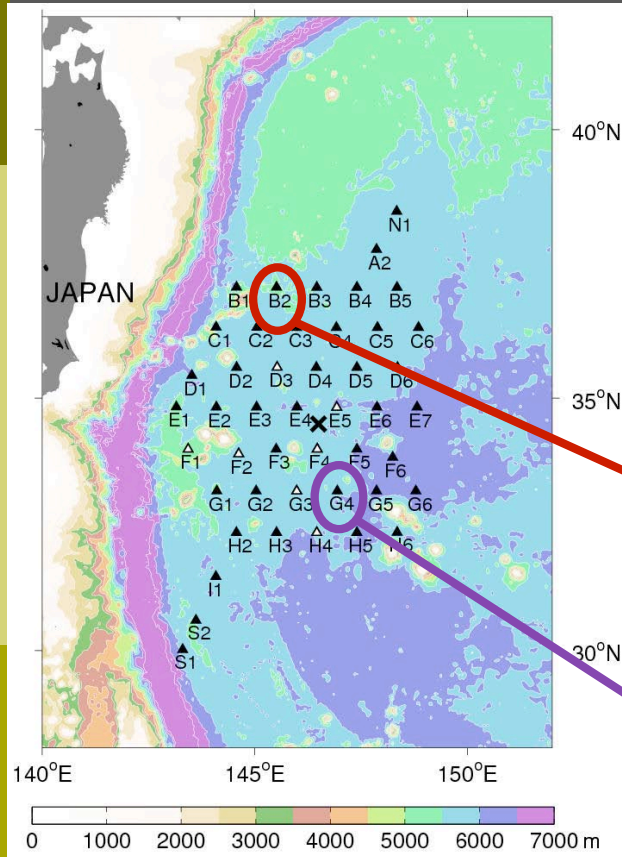 40°N
N1
A2
JAPAN
B1 B2 B3 B4 B5
C1 C2 C3 C4 C5 C6
D1 D2 D3 D4 D5 D6
35°N
E1 E2 E3 E4 E5 E6 E7
F1 F2 F3 F4 F5 F6
G1 G2 G3 G4 G5 G6
H2 H3 H4 H5 H6
I1
S2
S1
30°N
140°E 145°E 150°E
0 1000 2000 3000 4000 5000 6000 7000 m